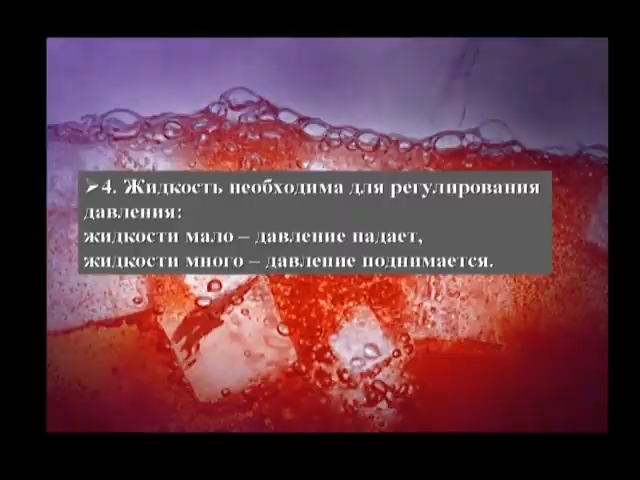 ➢4. Жидкость необходима для регулирования
давления:
жидкости мало – давление падает,
жидкости много – давление поднимается.